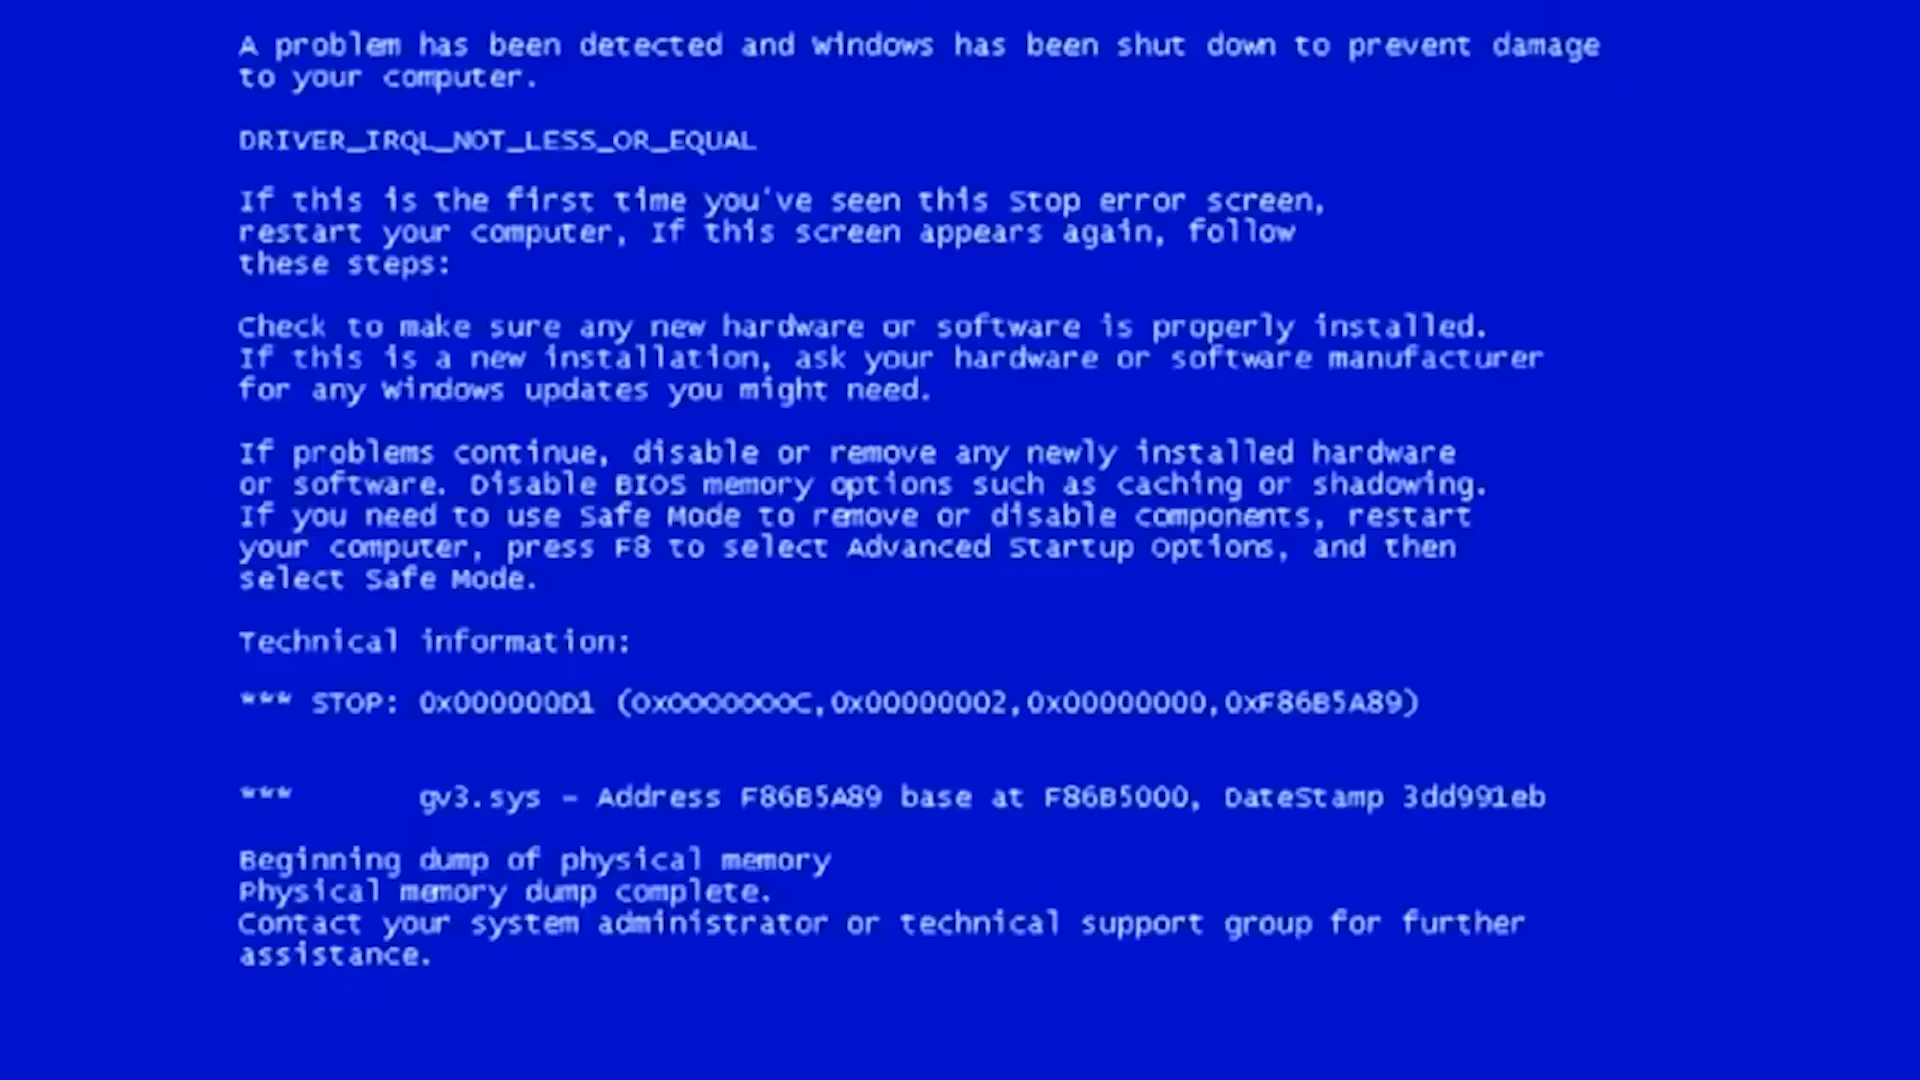 A problem has been detected and Windows has been shut down to prevent damage
to your computer.
DRIVER_IRQL_NOT_LESS_OR_EQUAL
If this is the first time you've seen this Stop error screen,
restart your computer, If this screen appears again, follow
these steps:
Check to make sure any new hardware or software is properly installed.
If this is a new installation, ask your hardware or software manufacturer
for any Windows updates you might need.
If problems continue, disable or remove any newly installed hardware
or software. Disable BIOS memory options such as caching or shadowing.
If you need to use Safe Mode to remove or disable components, restart
your computer, press F8 to select Advanced Startup Options, and then
select Safe Mode.
Technical information:
*** STOP: 0x000000D1 (0x0000000C,0x00000002,0x00000000,0xF86B5A89)
*** gv3.sys - Address F86B5A89 base at F86B5000, DateStamp 3dd991eb
Beginning dump of physical memory
Physical memory dump complete.
Contact your system administrator or technical support group for further
assistance.